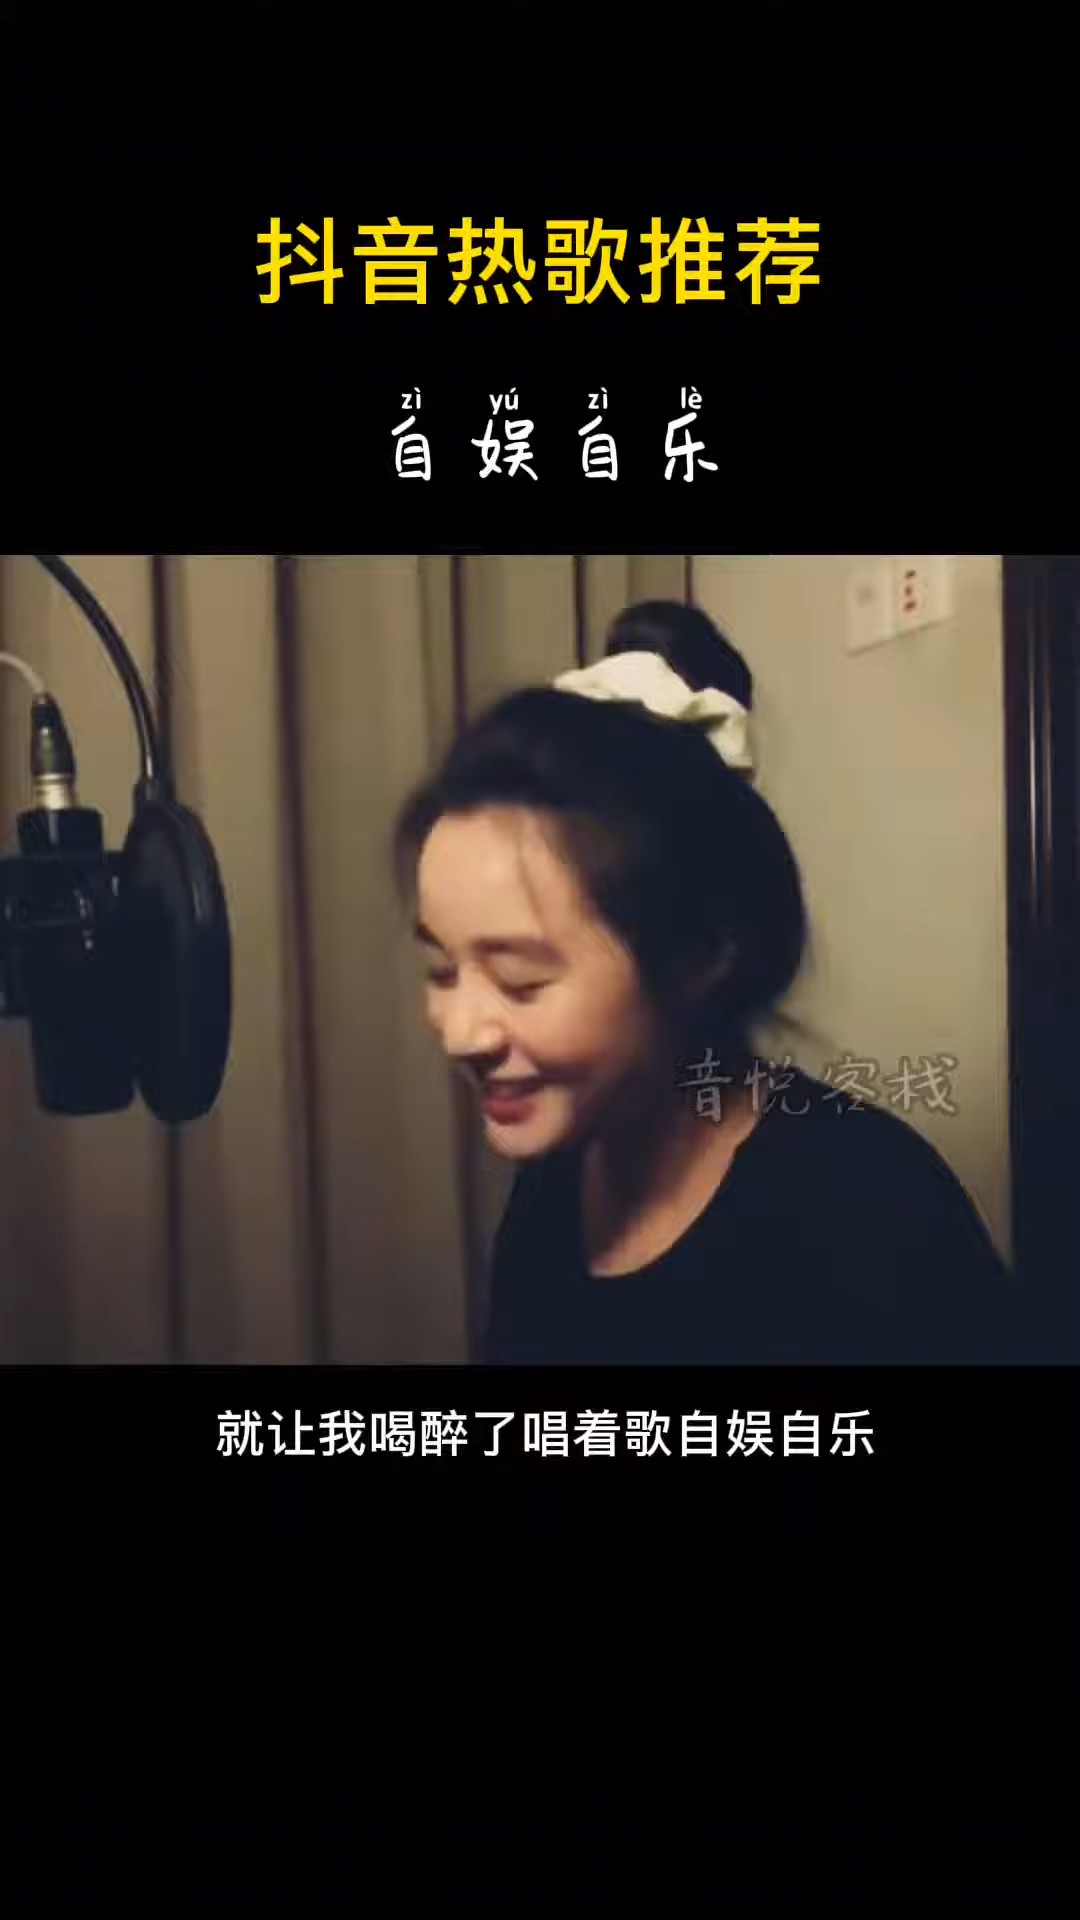 抖音热歌推荐
zì yú zì lè
自娱自乐
音悦客栈
就让我喝醉了唱着歌自娱自乐